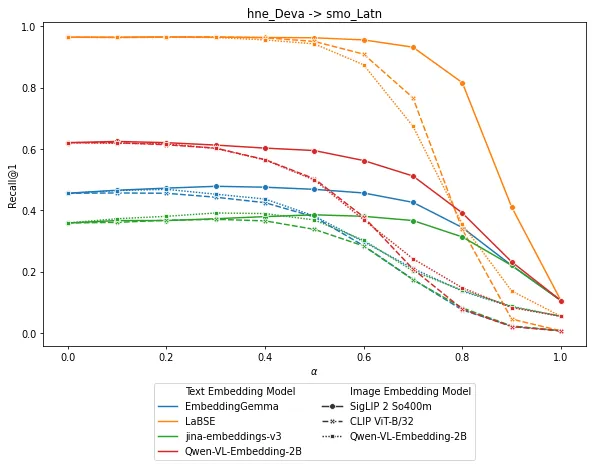 hne_Deva -> smo_Latn
1.0
0.8
0.6
0.4
0.2
0.0
Recall@1
0.0 0.2 0.4 0.6 0.8 1.0
α
Text Embedding Model Image Embedding Model
EmbeddingGemma SigLIP 2 So400m
LaBSE CLIP ViT-B/32
jina-embeddings-v3 Qwen-VL-Embedding-2B
Qwen-VL-Embedding-2B